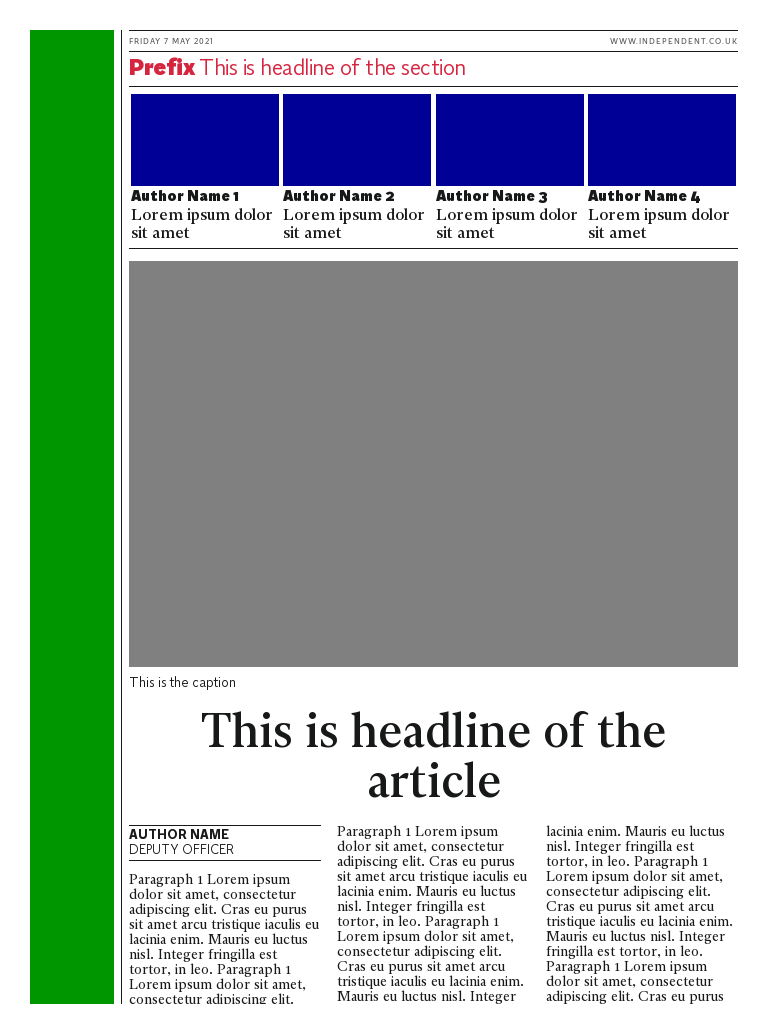 FRIDAY 7 MAY 2021
WWW.INDEPENDENT.CO.UK
Prefix This is headline of the section
Author Name 1
Lorem ipsum dolor
sit amet
Author Name 2
Lorem ipsum dolor
sit amet
Author Name 3
Lorem ipsum dolor
sit amet
Author Name 4
Lorem ipsum dolor
sit amet
This is the caption
This is headline of the
article
AUTHOR NAME
DEPUTY OFFICER
Paragraph 1 Lorem ipsum
dolor sit amet, consectetur
adipiscing elit. Cras eu purus
sit amet arcu tristique iaculis eu
lacinia enim. Mauris eu luctus
nisl. Integer fringilla est
tortor, in leo. Paragraph 1
Lorem ipsum dolor sit amet,
consectetur adipiscing elit.
Paragraph 1 Lorem ipsum
dolor sit amet, consectetur
adipiscing elit. Cras eu purus
sit amet arcu tristique iaculis eu
lacinia enim. Mauris eu luctus
nisl. Integer fringilla est
tortor, in leo. Paragraph 1
Lorem ipsum dolor sit amet,
consectetur adipiscing elit.
Cras eu purus sit amet arcu
tristique iaculis eu lacinia enim.
Mauris eu luctus nisl. Integer
lacinia enim. Mauris eu luctus
nisl. Integer fringilla est
tortor, in leo. Paragraph 1
Lorem ipsum dolor sit amet,
consectetur adipiscing elit.
Cras eu purus sit amet arcu
tristique iaculis eu lacinia enim.
Mauris eu luctus nisl. Integer
fringilla est tortor, in leo.
Paragraph 1 Lorem ipsum
dolor sit amet, consectetur
adipiscing elit. Cras eu purus